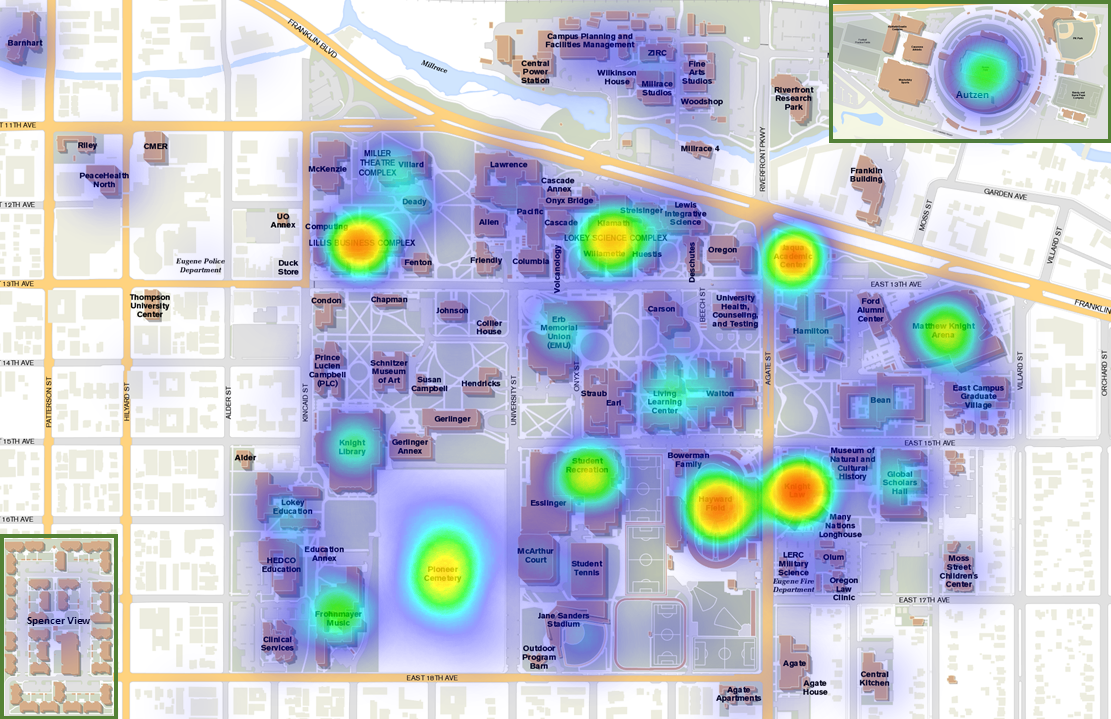 Barnhart
FRANKLIN BLVD
Millrace
Campus Planning and
Facilities Management
ZIRC
Central
Power
Station
Wilkinson
House
Millrace
Studios
Fine
Arts
Studios
Woodshop
Riverfront
Research
Park
Autzen
EAST 11TH AVE
Riley
CMER
PeaceHealth
North
McKenzie
MILLER
THEATRE
COMPLEX
Villard
Lawrence
Millrace 4
RIVERFRONT PKWY
Franklin
Building
GARDEN AVE
MOSS ST
VILLARD ST
Cascade
Annex
Onyx Bridge
Deady
12TH AVE
UO
Annex
Computing
LILLIS BUSINESS COMPLEX
Allen
Pacific
Cascade
Streisinger
Klamath
Lewis
Integrative
Science
LOKEY SCIENCE COMPLEX
Willamette
Huestis
Deschutes
Oregon
Jaqua
Academic
Center
Eugene Police
Department
Duck
Store
Fenton
Friendly
Columbia
Volcanology
13TH AVE
EAST 13TH AVE
FRANKLIN
Thompson
University
Center
Condon
Chapman
Johnson
Collier
House
Erb
Memorial
Union
(EMU)
Carson
BEECH ST
University
Health,
Counseling,
and Testing
Hamilton
Ford
Alumni
Center
Matthew Knight
Arena
14TH AVE
Prince
Lucien
Campbell
(PLC)
Schnitzer
Museum
of Art
Susan
Campbell
Hendricks
ONYX ST
Straub
Earl
Living
Learning
Center
Walton
AGATE ST
Bean
East Campus
Graduate
Village
PATTERSON ST
HILYARD ST
ALDER ST
KINCAID ST
UNIVERSITY ST
VILLARD ST
ORCHARD ST
Gerlinger
Gerlinger
Annex
Knight
Library
15TH AVE
EAST 15TH AVE
Alder
Student
Recreation
Bowerman
Family
Museum of
Natural and
Cultural
History
Global
Scholars
Hall
Knight
Law
Hayward
Field
Esslinger
Lokey
Education
16TH AVE
Many
Nations
Longhouse
HEDCO
Education
Education
Annex
Pioneer
Cemetery
McArthur
Court
Student
Tennis
LERC
Military
Science
Olum
Eugene Fire
Department
Oregon
Law
Clinic
Moss
Street
Children's
Center
EAST 17TH AVE
Spencer View
Frohnmayer
Music
Clinical
Services
Jane Sanders
Stadium
Outdoor
Program
Barn
EAST 18TH AVE
Agate
Agate
House
Central
Kitchen
Agate
Apartments